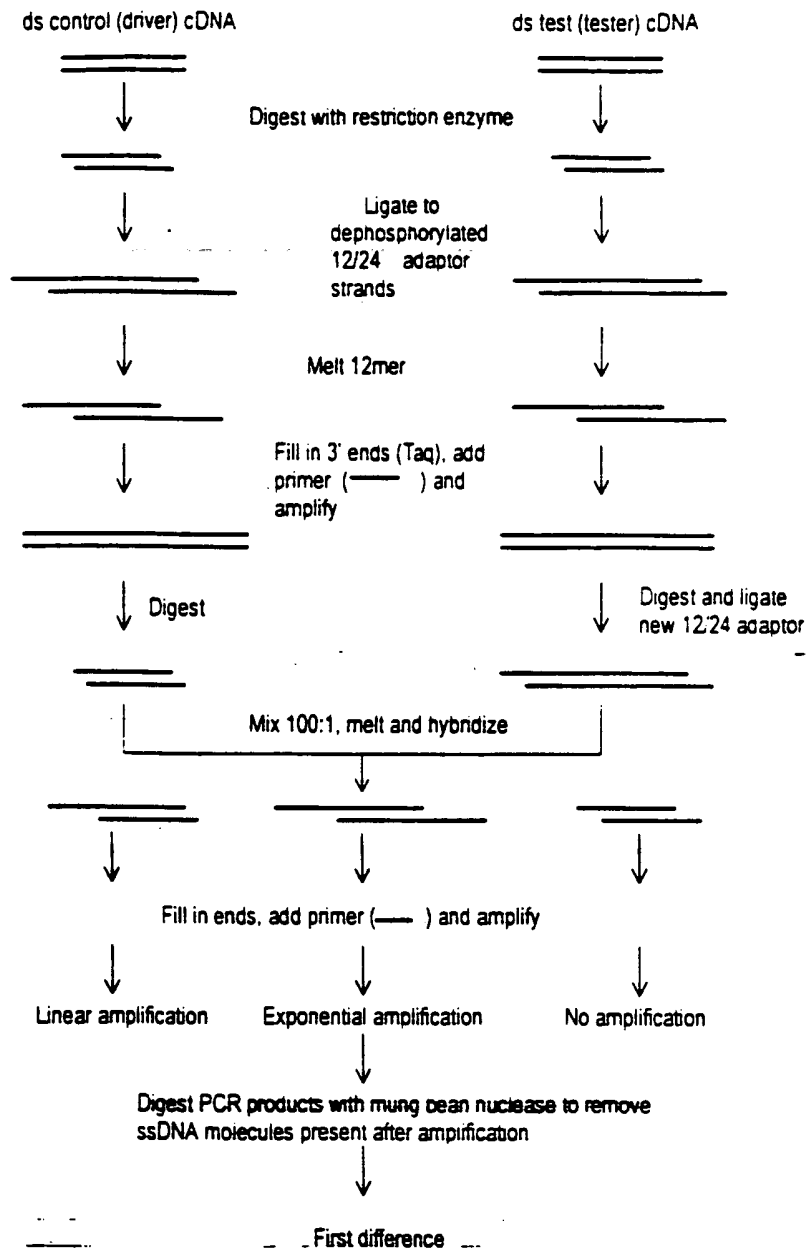 ds control (driver) cDNA
ds test (tester) cDNA
Digest with restriction enzyme
Ligate to
dephosphorylated
12/24 adaptor
strands
Melt 12mer
Fill in 3' ends (Taq), add
primer ( ) and
amplify
Digest
Digest and ligate
new 12/24 adaptor
Mix 100:1, melt and hybridize
Fill in ends, add primer ( ) and amplify
Linear amplification
Exponential amplification
No amplification
Digest PCR products with mung bean nuclease to remove
ssDNA molecules present after amplification
First difference